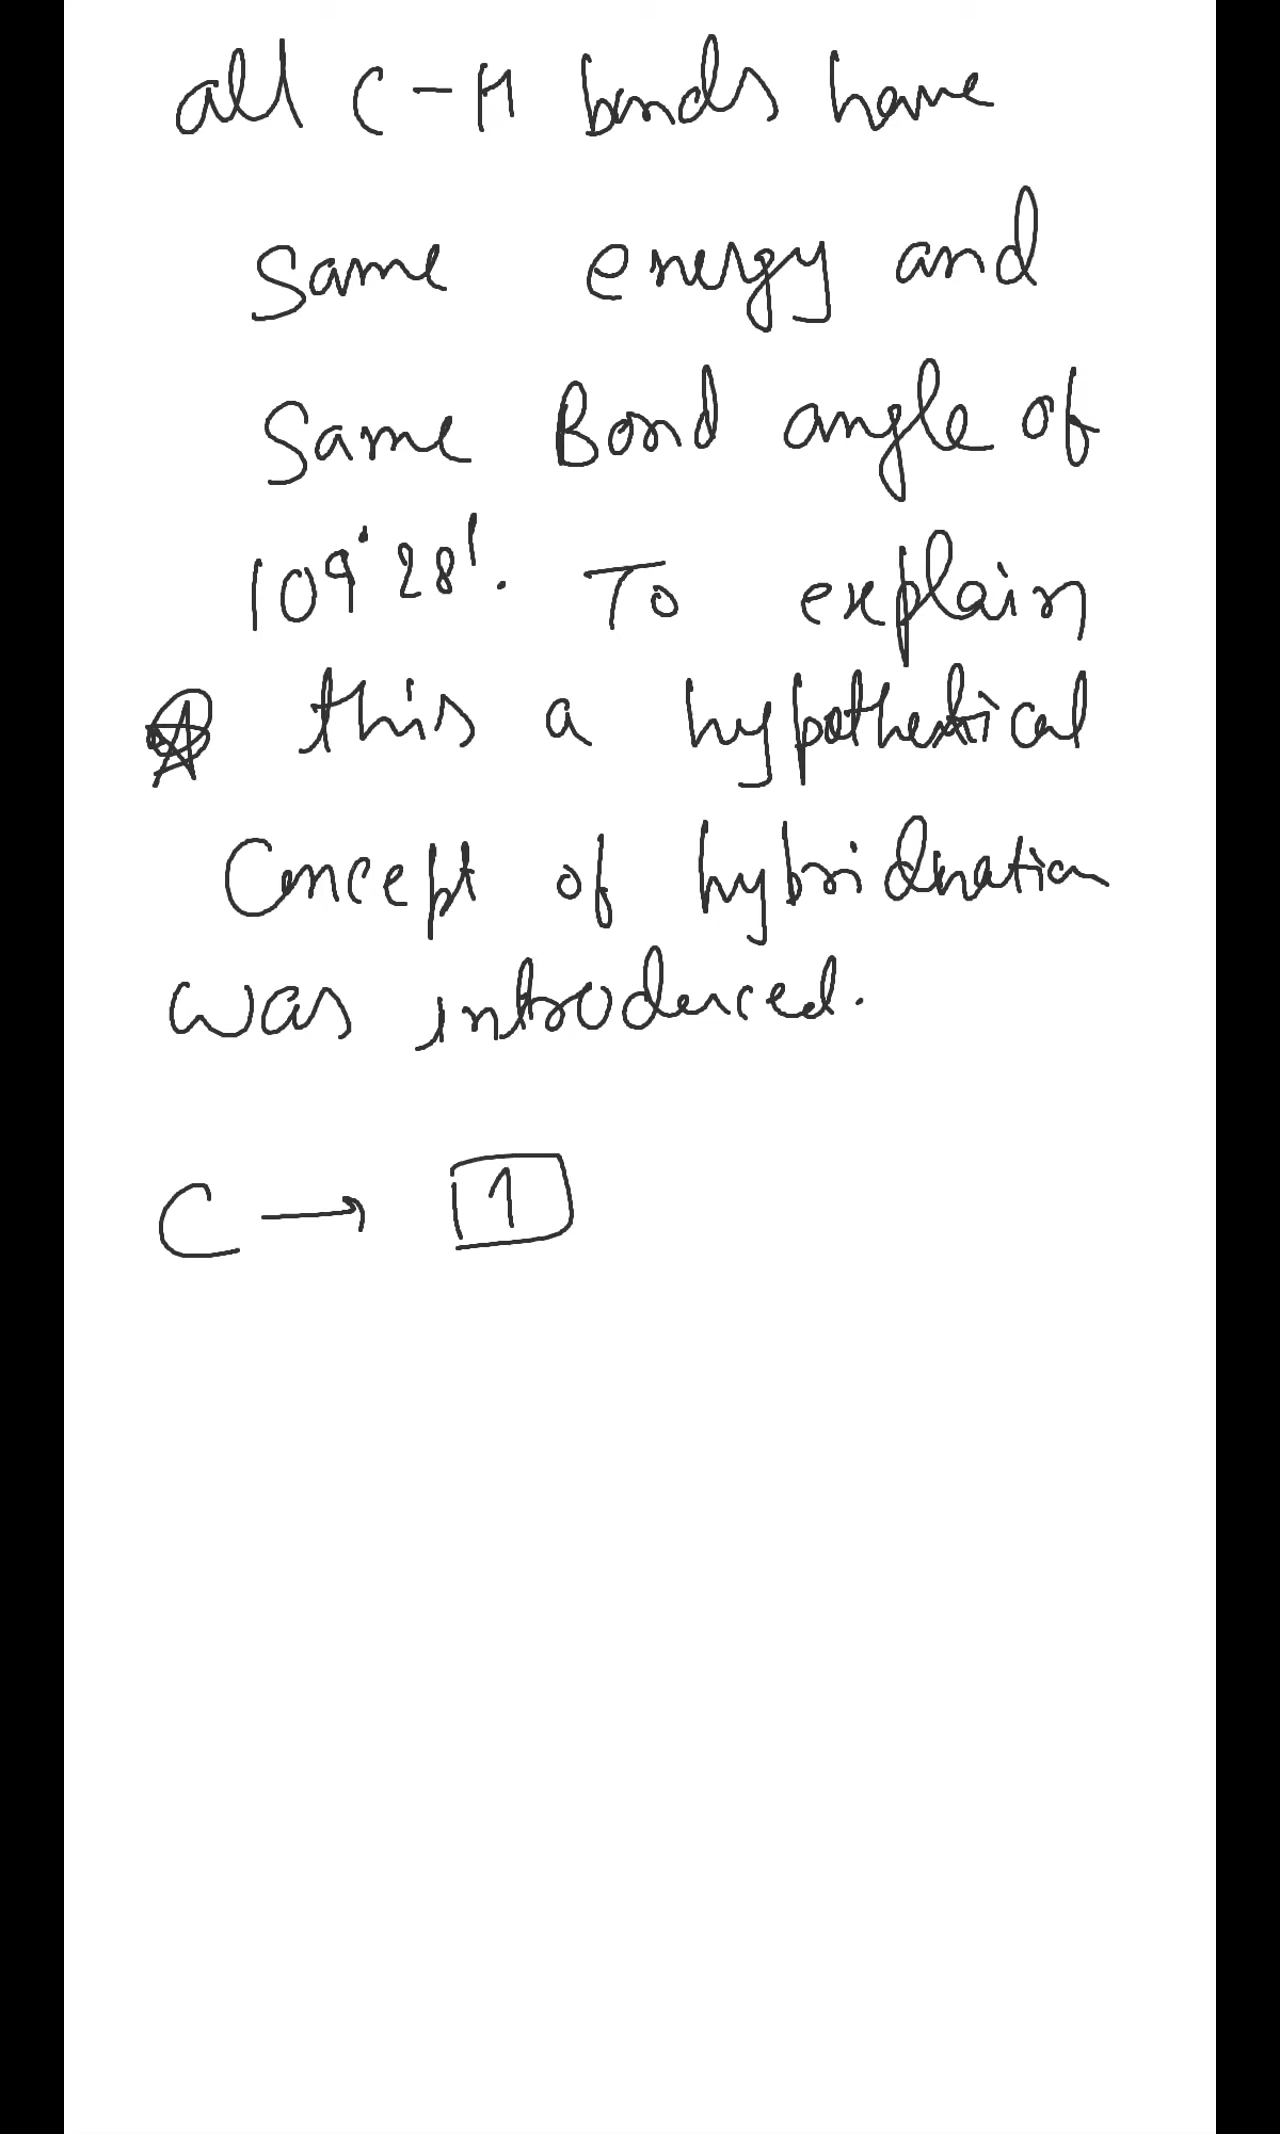 all C-H bonds have
same energy and
same Bond angle of
109°28'. To explain
this a hypothetical
Concept of hybridization
was introduced.
C → 1